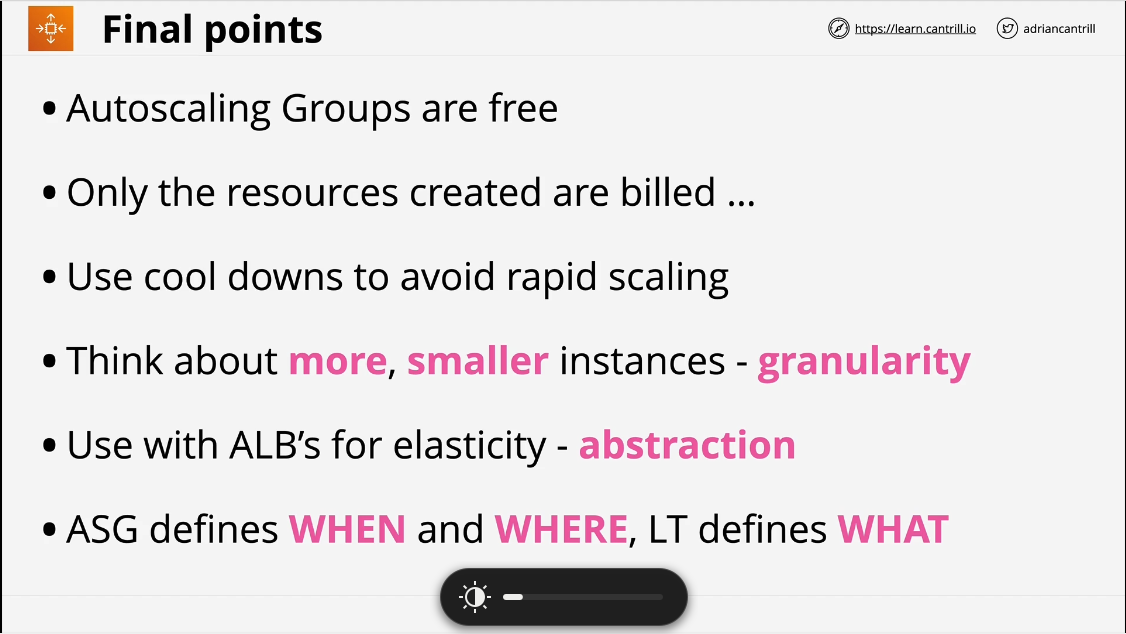 Final points
https://learn.cantrill.io
adriancantrill
• Autoscaling Groups are free
• Only the resources created are billed ...
• Use cool downs to avoid rapid scaling
• Think about more, smaller instances - granularity
• Use with ALB’s for elasticity - abstraction
• ASG defines WHEN and WHERE, LT defines WHAT